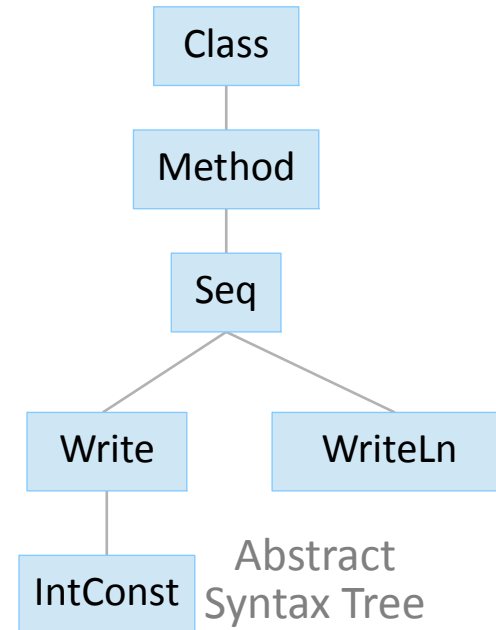 Class
Method
Seq
Write
WriteLn
IntConst
Abstract
Syntax Tree